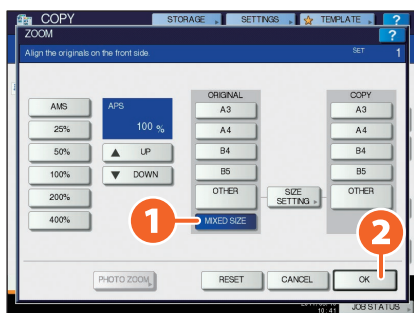 COPY STORAGE SETTINGS TEMPLATE ?
ZOOM ?
Align the originals on the front side. SET 1
ORIGINAL COPY
AMS APS A3 A3
25% 100 % A4 A4
50% UP B4 B4
100% DOWN B5 B5
200% OTHER SIZE SETTING OTHER
400% 1 MIXED SIZE 2
PHOTO ZOOM RESET CANCEL OK
10:41 JOB STATUS